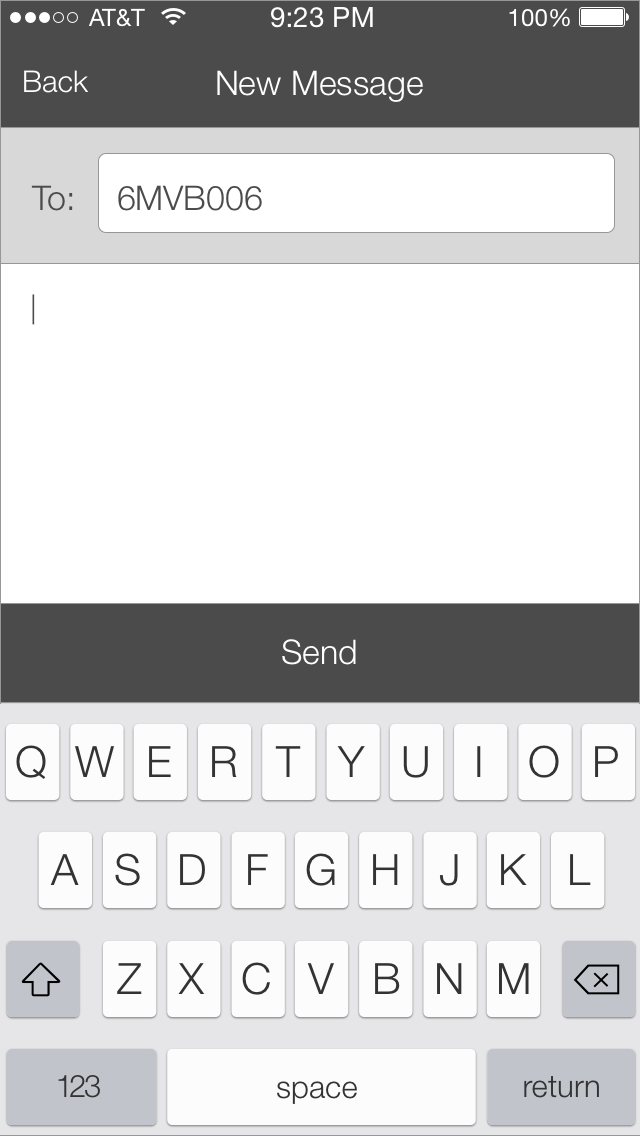 AT&T 9:23 PM 100%
Back New Message
To: 6MVB006
Send
Q W E R T Y U I O P
A S D F G H J K L
Z X C V B N M
123 space return